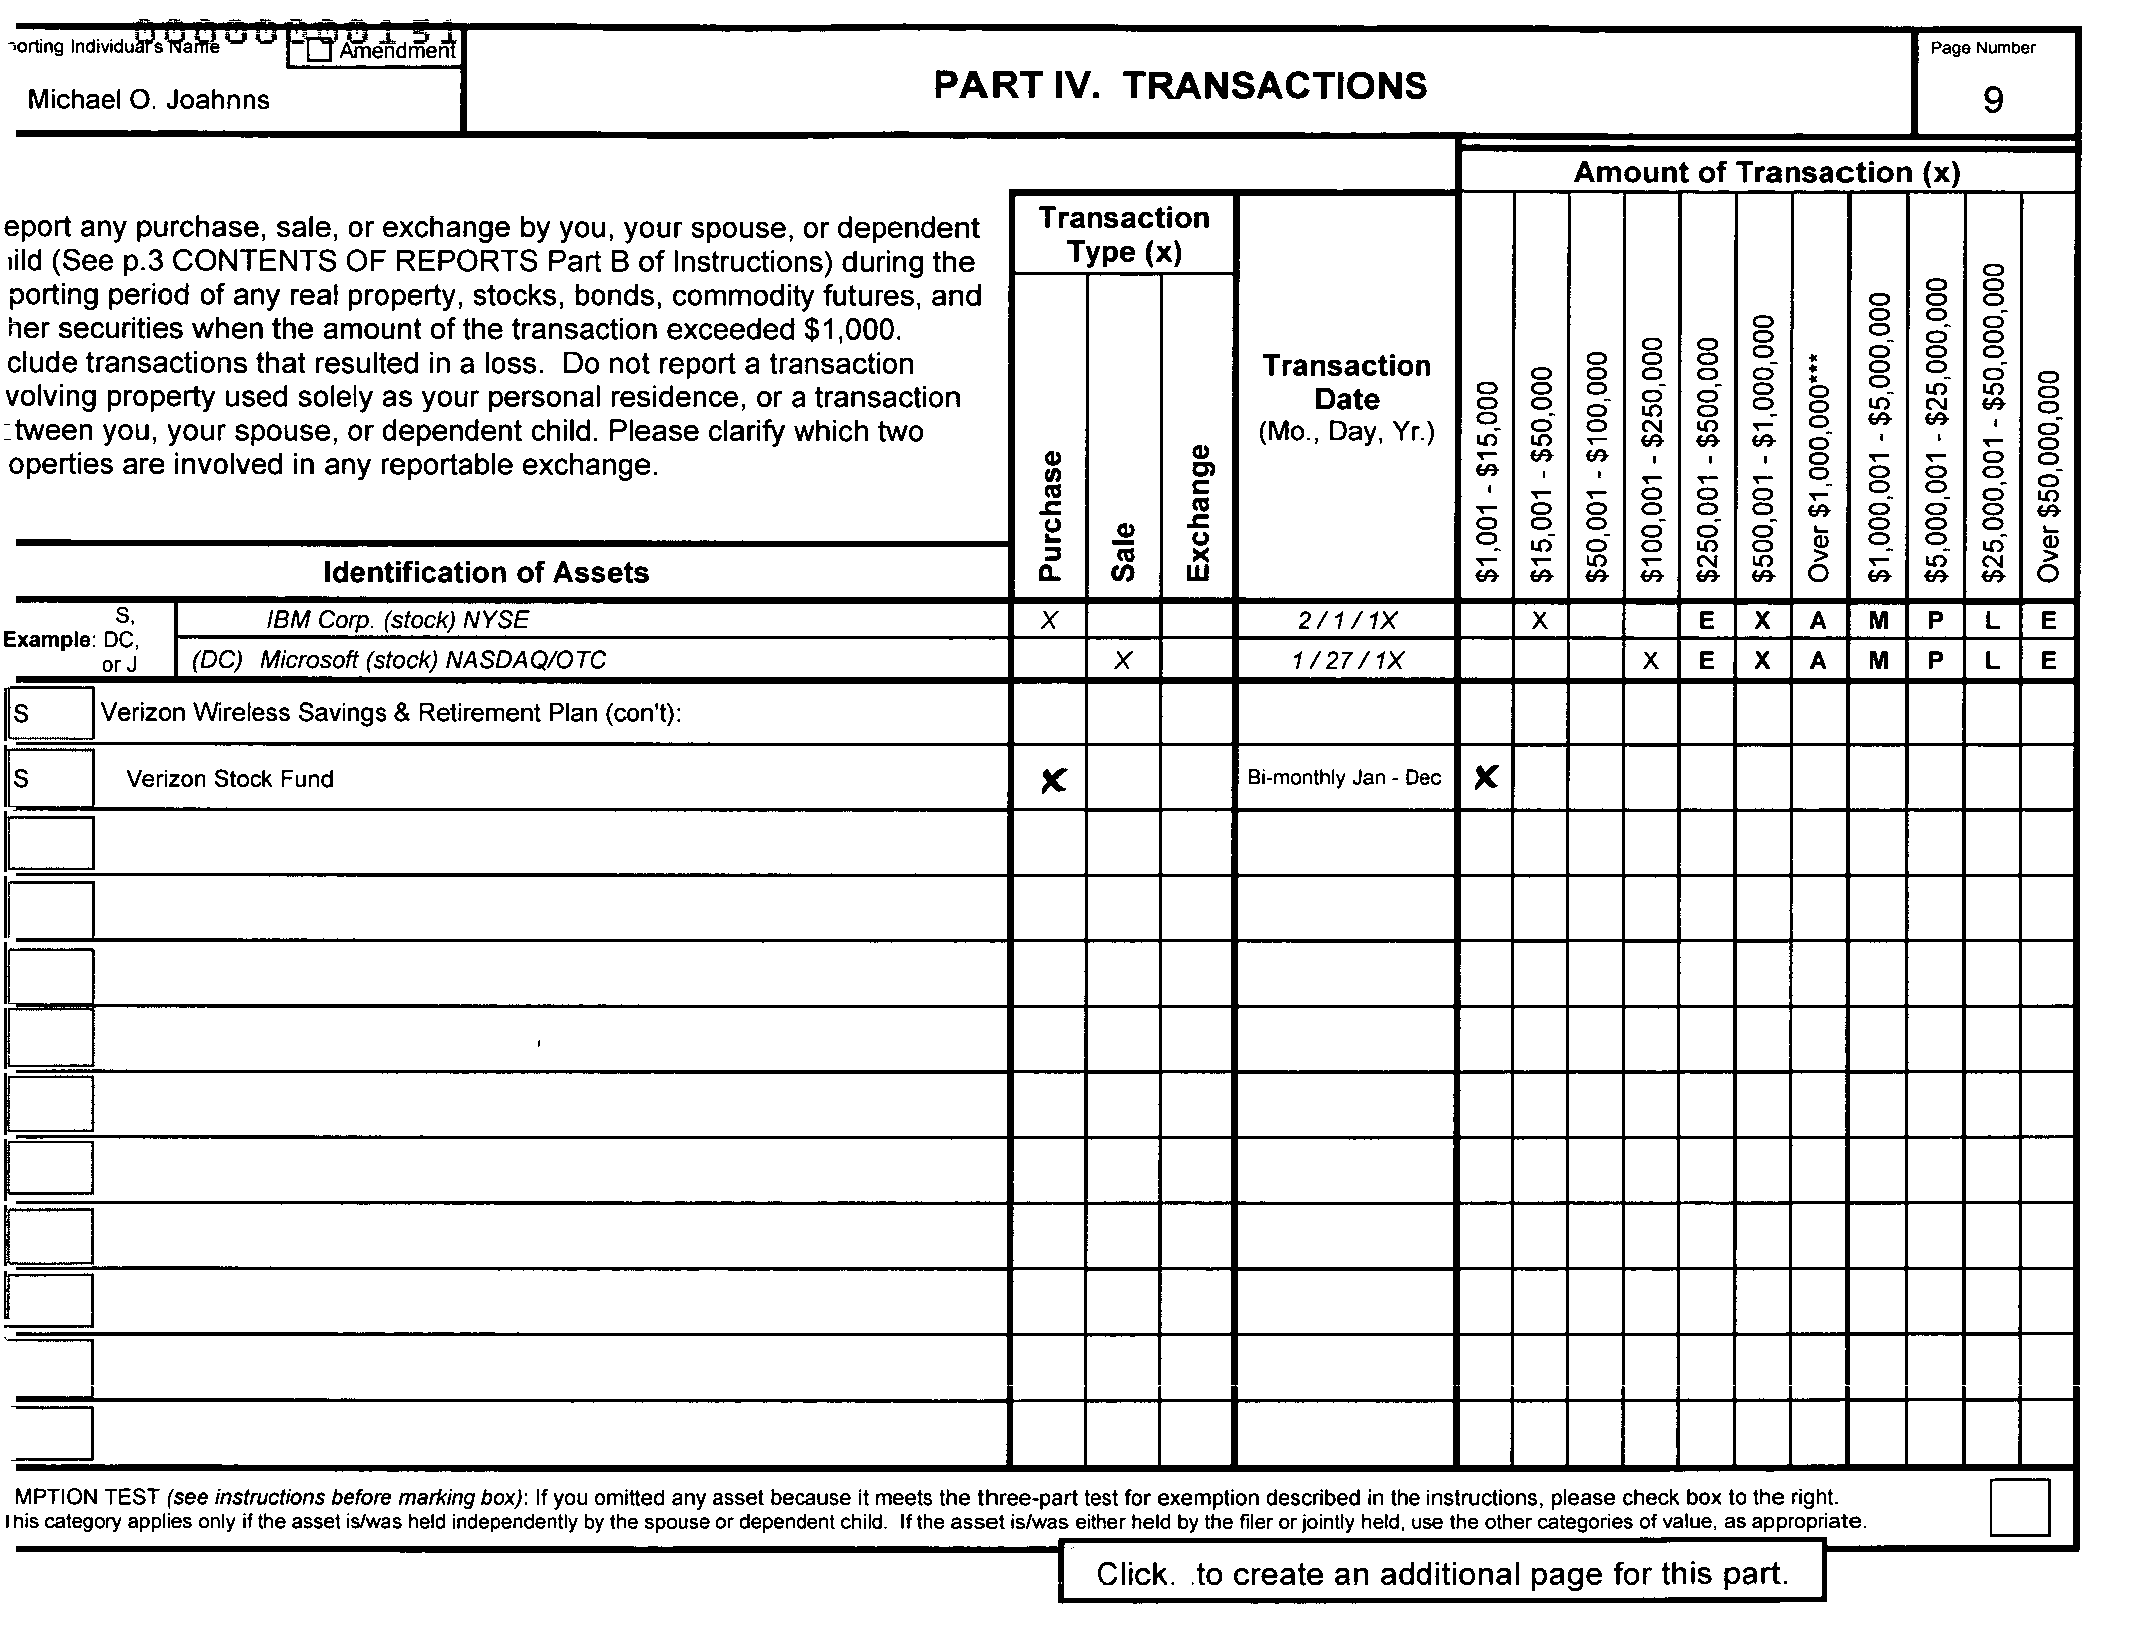 000000000151
orting Individual's Name
Amendment
Michael O. Joahnns
PART IV. TRANSACTIONS
Page Number
9
eport any purchase, sale, or exchange by you, your spouse, or dependent
ild (See p.3 CONTENTS OF REPORTS Part B of Instructions) during the
porting period of any real property, stocks, bonds, commodity futures, and
her securities when the amount of the transaction exceeded $1,000.
clude transactions that resulted in a loss. Do not report a transaction
volving property used solely as your personal residence, or a transaction
tween you, your spouse, or dependent child. Please clarify which two
operties are involved in any reportable exchange.
Identification of Assets
Transaction
Type (x)
Purchase
Sale
Exchange
Transaction
Date
(Mo., Day, Yr.)
Amount of Transaction (x)
$1,001 - $15,000
$15,001 - $50,000
$50,001 - $100,000
$100,001 - $250,000
$250,001 - $500,000
$500,001 - $1,000,000
Over $1,000,000***
$1,000,001 - $5,000,000
$5,000,001 - $25,000,000
$25,000,001 - $50,000,000
Over $50,000,000
S,
Example: DC,
or J
IBM Corp. (stock) NYSE X 2 / 1 / 1X X E X A M P L E
(DC) Microsoft (stock) NASDAQ/OTC X 1 / 27 / 1X X E X A M P L E
S Verizon Wireless Savings & Retirement Plan (con't):
S Verizon Stock Fund X Bi-monthly Jan - Dec X
MPTION TEST (see instructions before marking box): If you omitted any asset because it meets the three-part test for exemption described in the instructions, please check box to the right.
his category applies only if the asset is/was held independently by the spouse or dependent child. If the asset is/was either held by the filer or jointly held, use the other categories of value, as appropriate.
Click. .to create an additional page for this part.